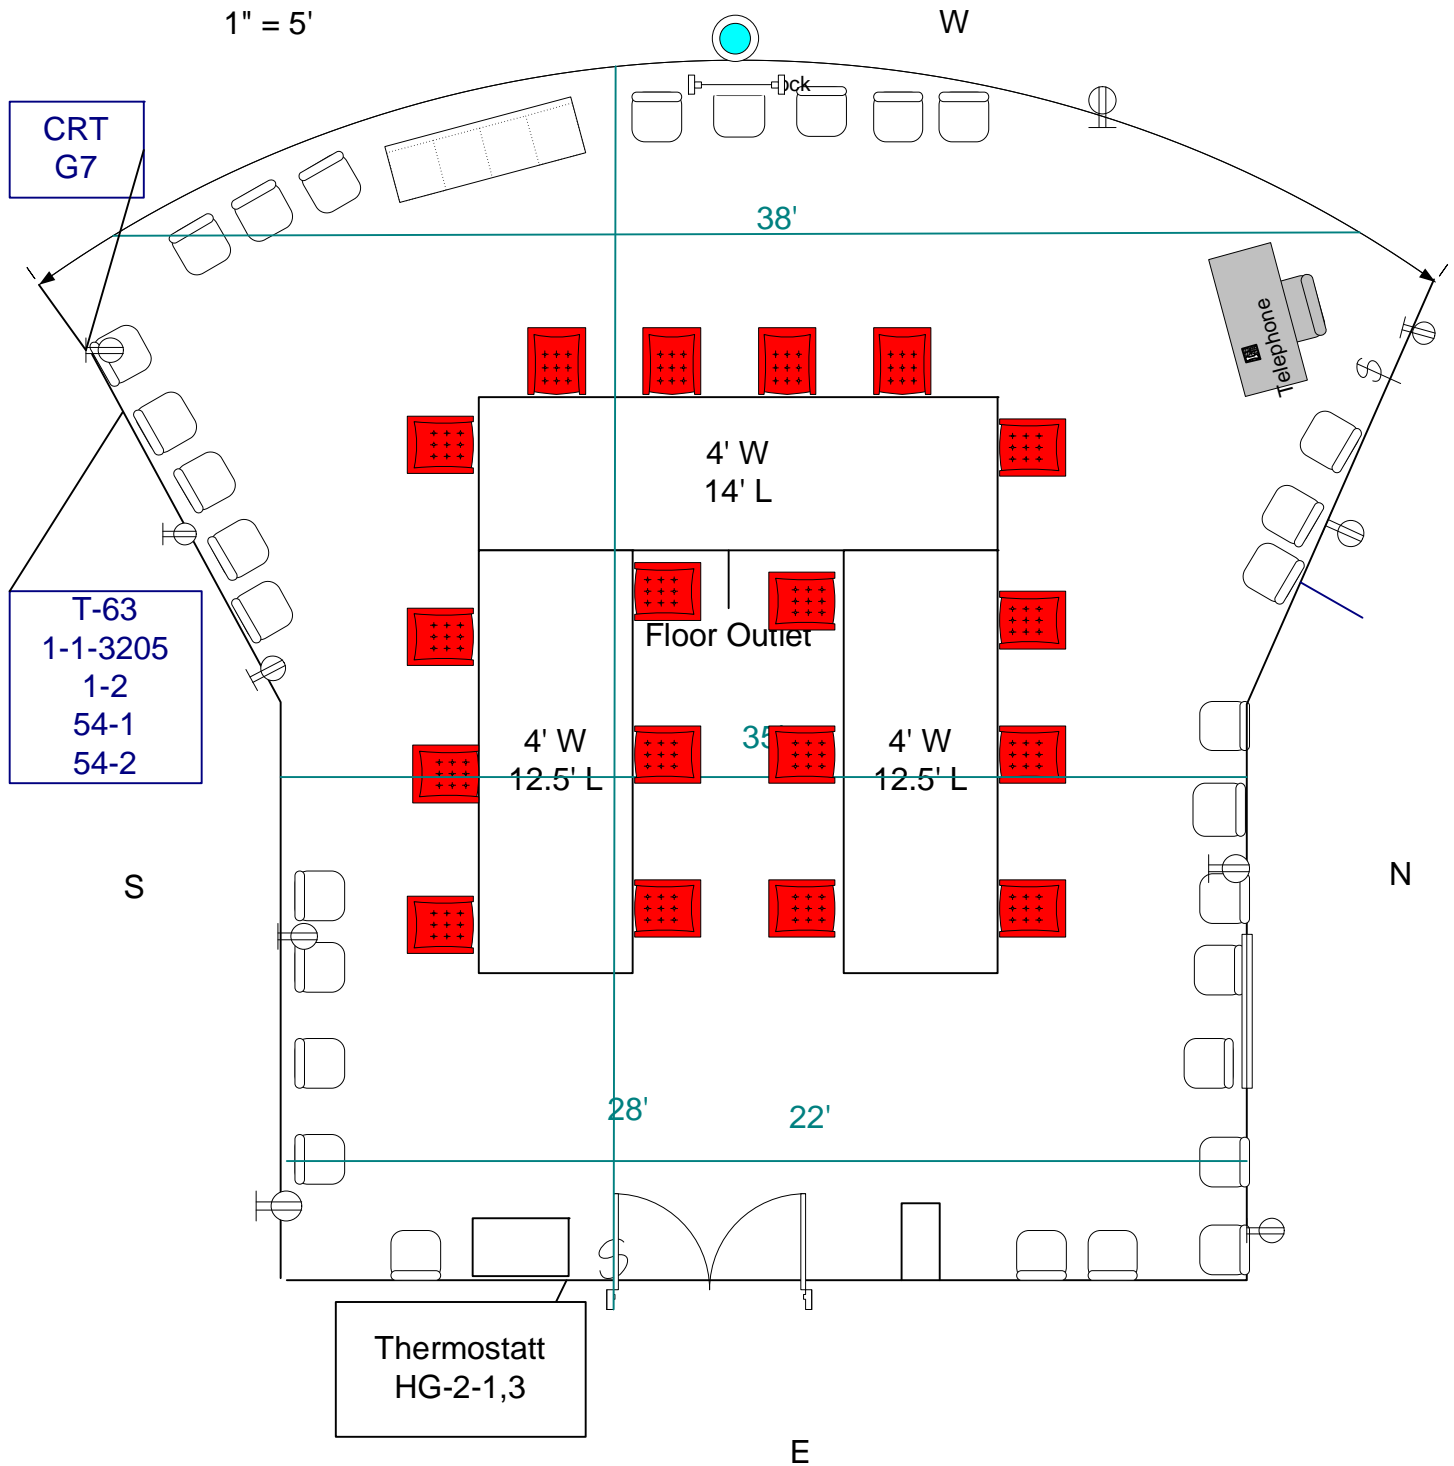 1" = 5'
W
CRT
G7
38'
Telephone
4' W
14' L
T-63
1-1-3205
1-2
54-1
54-2
Floor Outlet
4' W
12.5' L
35'
4' W
12.5' L
S
N
28'
22'
Thermostatt
HG-2-1,3
E